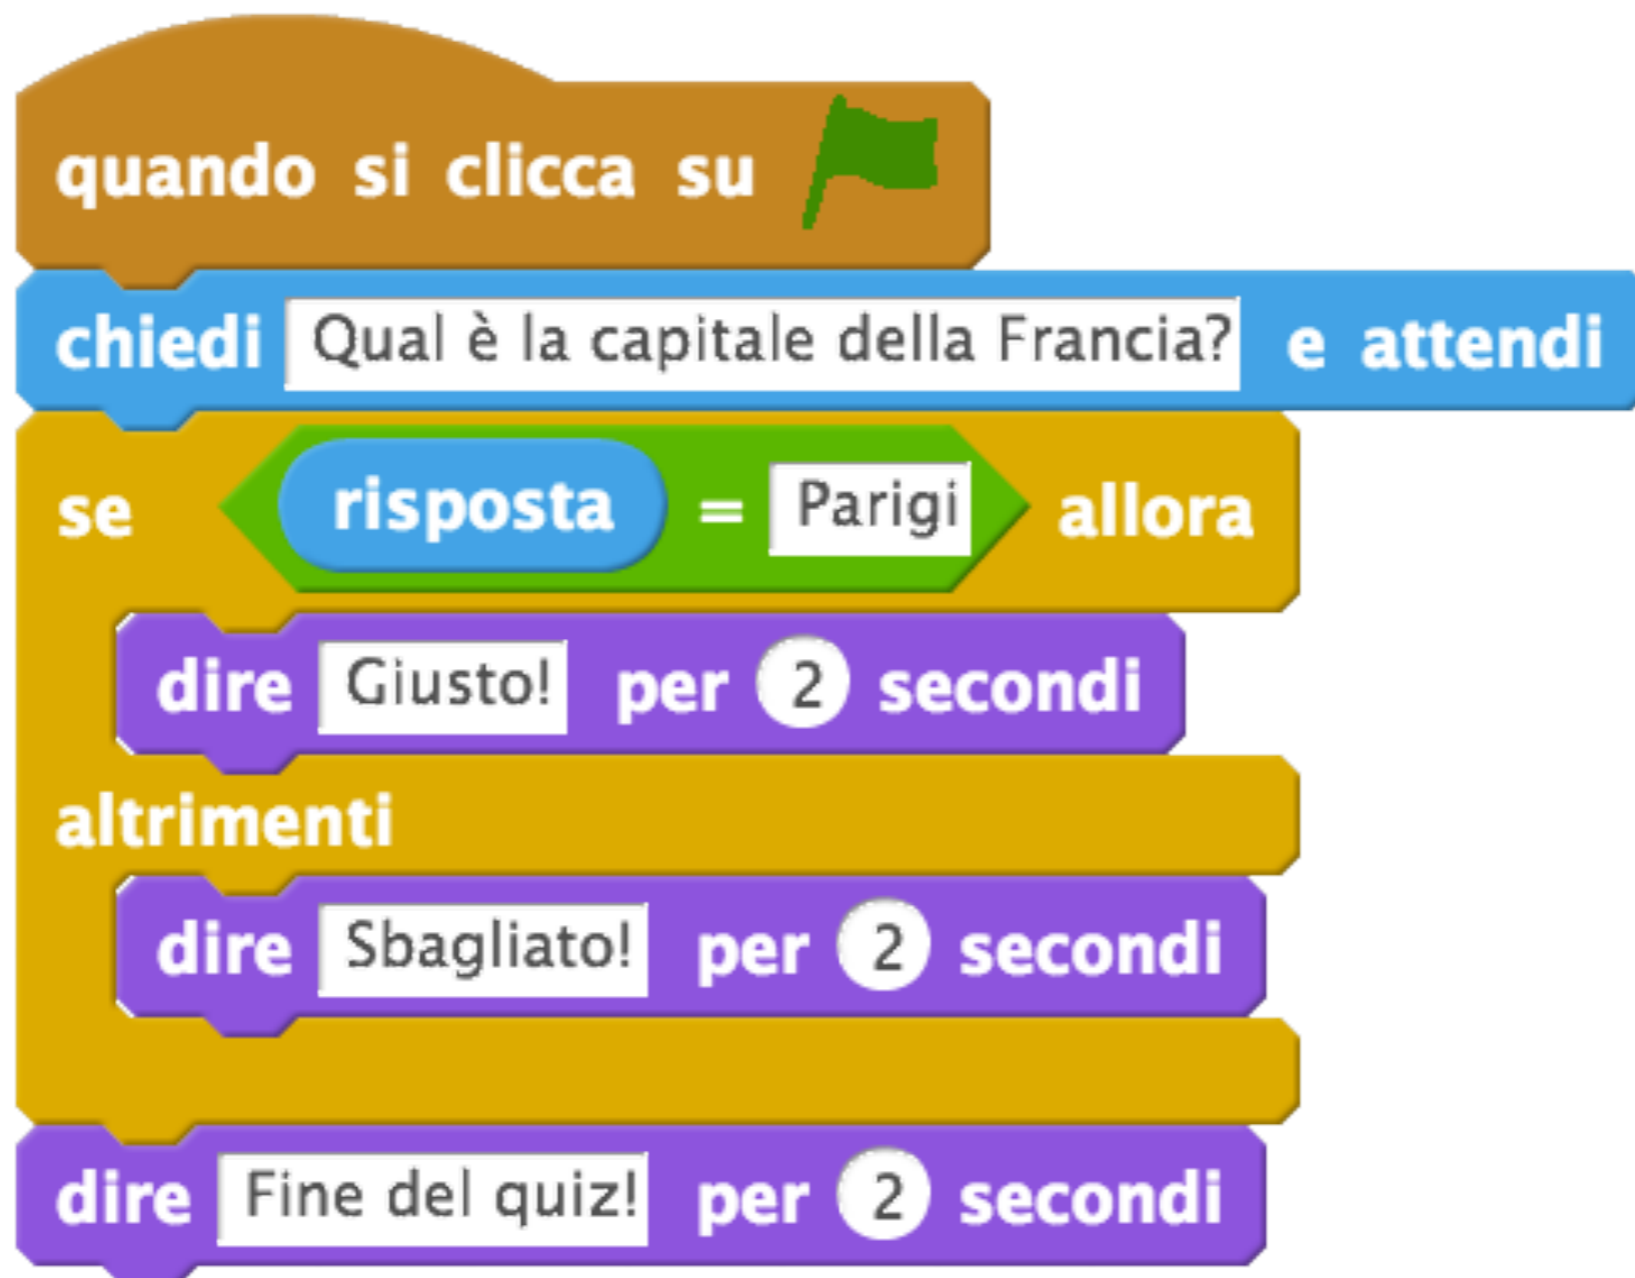 quando si clicca su
chiedi Qual è la capitale della Francia? e attendi
se risposta = Parigi allora
dire Giusto! per 2 secondi
altrimenti
dire Sbagliato! per 2 secondi
dire Fine del quiz! per 2 secondi